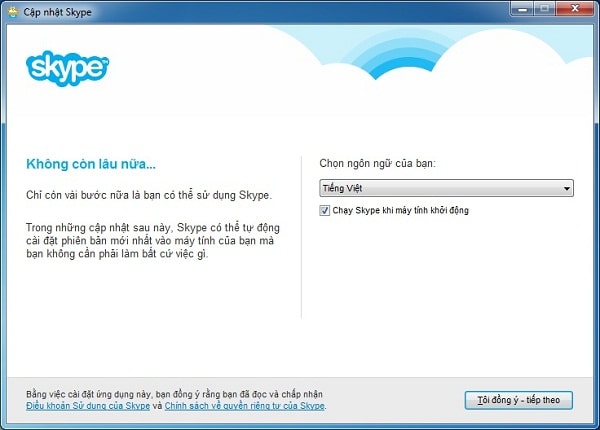 Cập nhật Skype
skype™
Không còn lâu nữa...
Chỉ còn vài bước nữa là bạn có thể sử dụng Skype.
Trong những cập nhật sau này, Skype có thể tự động
cài đặt phiên bản mới nhất vào máy tính của bạn mà
bạn không cần phải làm bất cứ việc gì.
Chọn ngôn ngữ của bạn:
Tiếng Việt
Chạy Skype khi máy tính khởi động
Bằng việc cài đặt ứng dụng này, bạn đồng ý rằng bạn đã đọc và chấp nhận
Điều khoản Sử dụng của Skype và Chính sách về quyền riêng tư của Skype.
Tôi đồng ý - tiếp theo